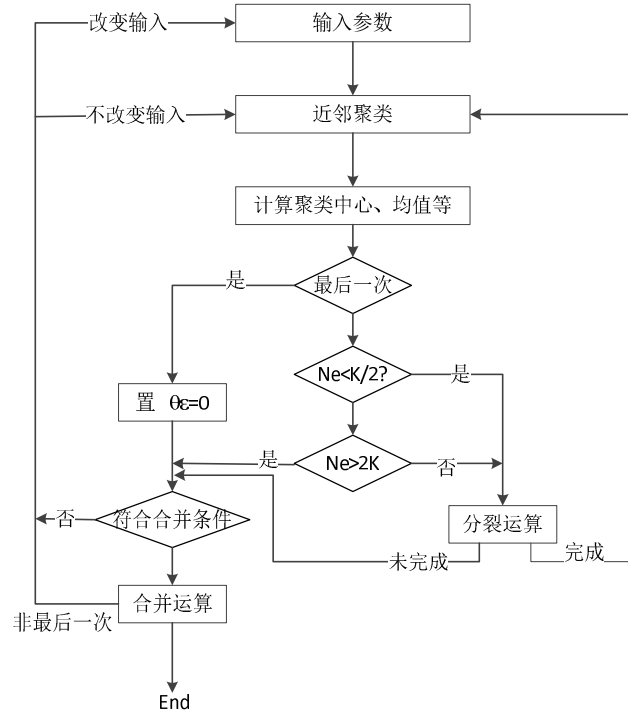 改变输入
输入参数
不改变输入
近邻聚类
计算聚类中心、均值等
是
最后一次
Ne<K/2?
是
置 θε=0
是
Ne>2K
否
否
符合合并条件
分裂运算
未完成
完成
合并运算
非最后一次
End